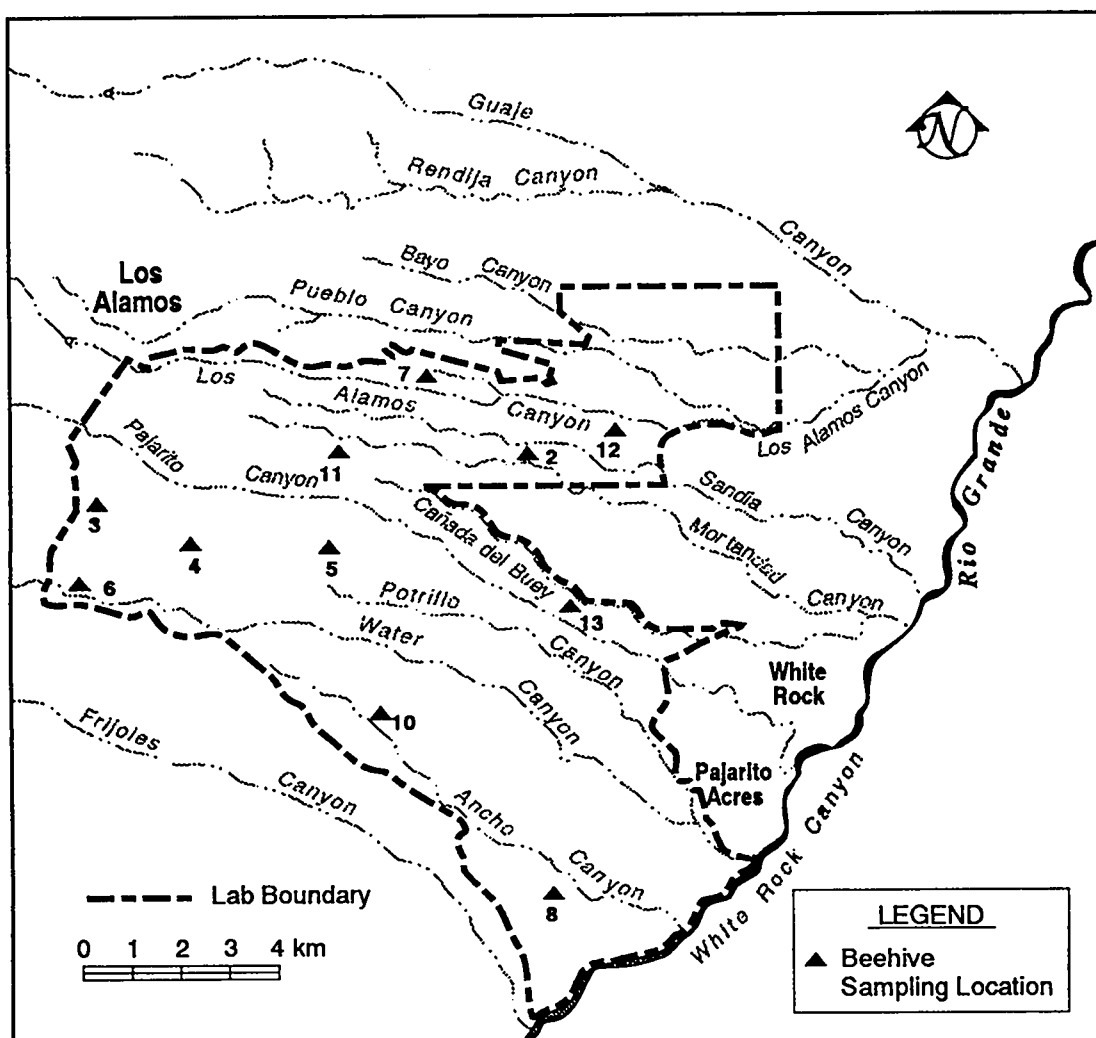 Guaje
Canyon
Rendija Canyon
N
Bayo Canyon
Los
Alamos
Pueblo Canyon
Los Alamos Canyon
7
Los Alamos Canyon
12
2
11
Pajarito Canyon
Sandia Canyon
3
Cañada del Buey
Mortandad Canyon
Rio Grande
4
5
6
Potrillo Canyon
13
Water Canyon
White
Rock
10
Frijoles Canyon
Pajarito
Acres
Ancho Canyon
White Rock Canyon
8
Lab Boundary
0 1 2 3 4 km
LEGEND
Beehive
Sampling Location